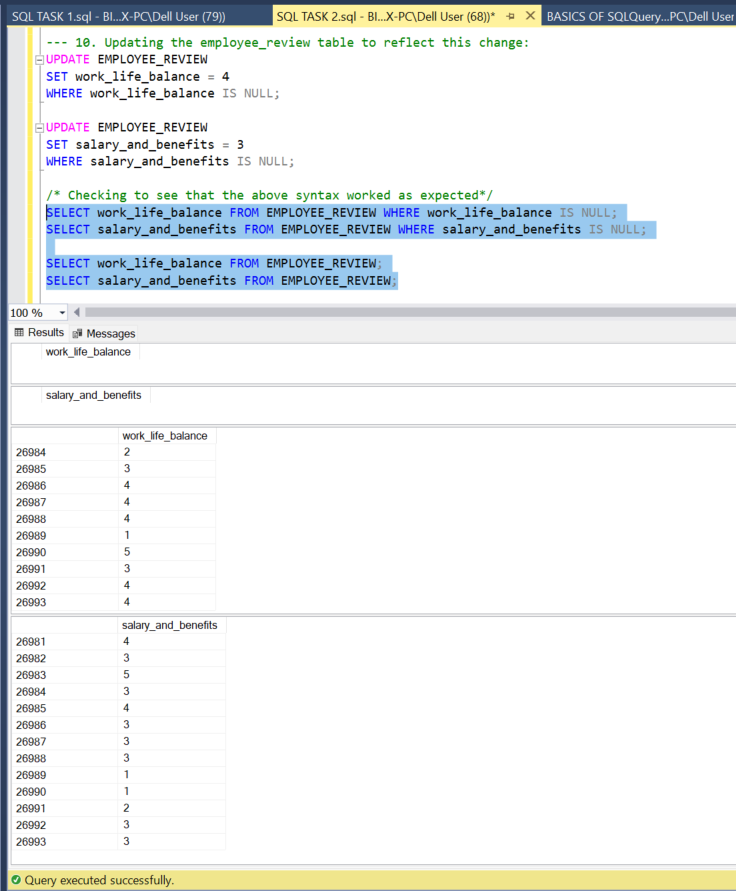 SQL TASK 1.sql - BI...X-PC\Dell User (79))
SQL TASK 2.sql - BI...X-PC\Dell User (68))*
BASICS OF SQLQuery...PC\Dell User
--- 10. Updating the employee_review table to reflect this change:
UPDATE EMPLOYEE_REVIEW
SET work_life_balance = 4
WHERE work_life_balance IS NULL;
UPDATE EMPLOYEE_REVIEW
SET salary_and_benefits = 3
WHERE salary_and_benefits IS NULL;
/* Checking to see that the above syntax worked as expected*/
SELECT work_life_balance FROM EMPLOYEE_REVIEW WHERE work_life_balance IS NULL;
SELECT salary_and_benefits FROM EMPLOYEE_REVIEW WHERE salary_and_benefits IS NULL;
SELECT work_life_balance FROM EMPLOYEE_REVIEW;
SELECT salary_and_benefits FROM EMPLOYEE_REVIEW;
100 %
Results Messages
work_life_balance
salary_and_benefits
work_life_balance
26984 2
26985 3
26986 4
26987 4
26988 4
26989 1
26990 5
26991 3
26992 4
26993 4
salary_and_benefits
26981 4
26982 3
26983 5
26984 3
26985 4
26986 3
26987 3
26988 3
26989 1
26990 1
26991 2
26992 3
26993 3
Query executed successfully.